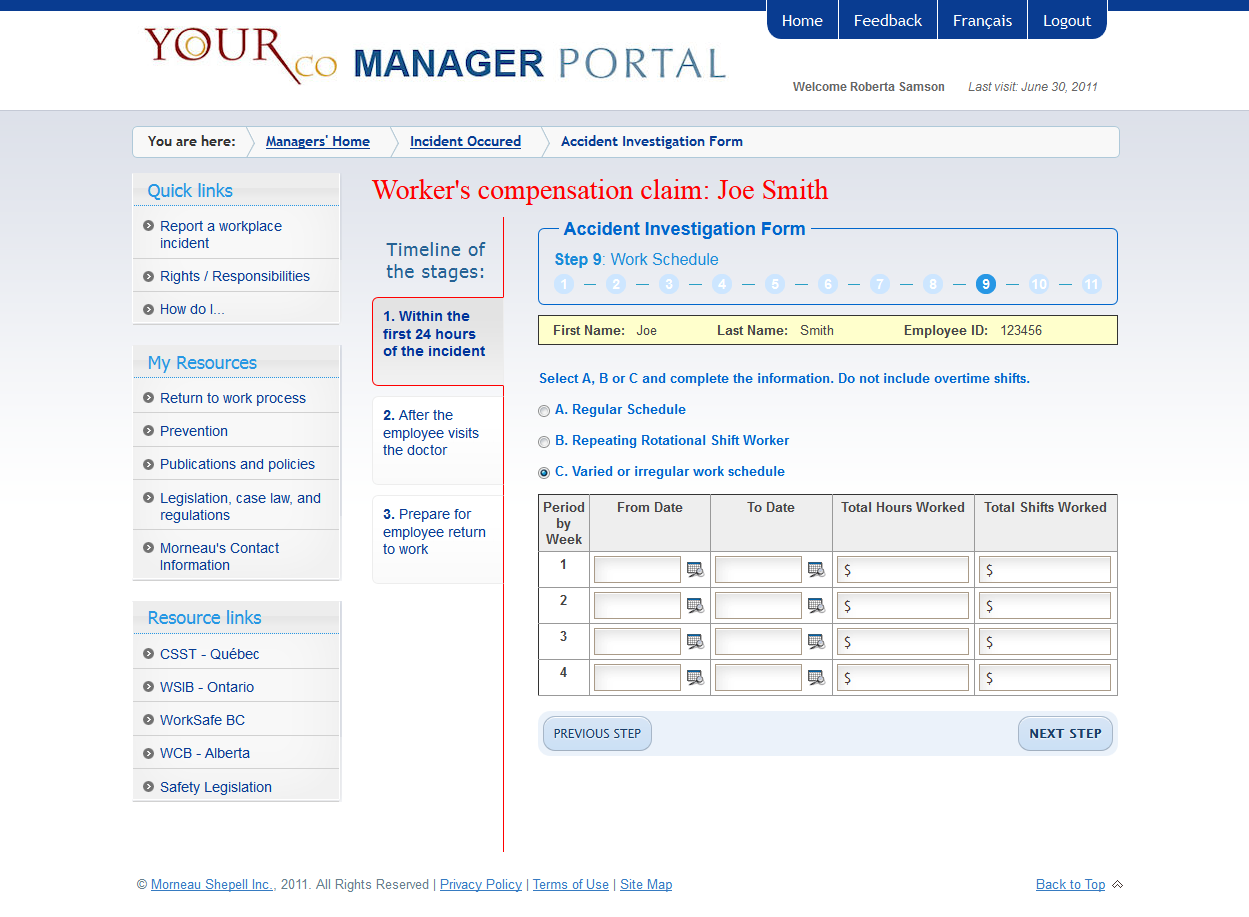 Home Feedback Français Logout
YOUR CO MANAGER PORTAL
Welcome Roberta Samson Last visit: June 30, 2011
You are here: Managers' Home Incident Occured Accident Investigation Form
Quick links
Report a workplace
incident
Rights / Responsibilities
How do I...
My Resources
Return to work process
Prevention
Publications and policies
Legislation, case law, and
regulations
Morneau's Contact
Information
Resource links
CSST - Québec
WSIB - Ontario
WorkSafe BC
WCB - Alberta
Safety Legislation
Worker's compensation claim: Joe Smith
Timeline of
the stages:
1. Within the
first 24 hours
of the incident
2. After the
employee visits
the doctor
3. Prepare for
employee return
to work
Accident Investigation Form
Step 9: Work Schedule
1 – 2 – 3 – 4 – 5 – 6 – 7 – 8 – 9 – 10 – 11
First Name: Joe Last Name: Smith Employee ID: 123456
Select A, B or C and complete the information. Do not include overtime shifts.
A. Regular Schedule
B. Repeating Rotational Shift Worker
C. Varied or irregular work schedule
Period by Week From Date To Date Total Hours Worked Total Shifts Worked
1 $ $
2 $ $
3 $ $
4 $ $
PREVIOUS STEP NEXT STEP
© Morneau Shepell Inc., 2011. All Rights Reserved | Privacy Policy | Terms of Use | Site Map Back to Top